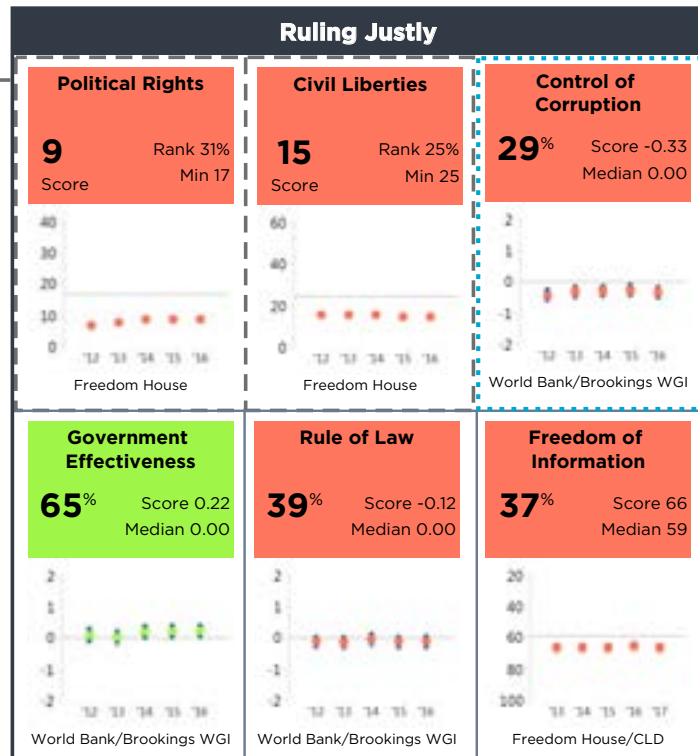 Ruling Justly
Political Rights
9
Score
Rank 31%
Min 17
40
30
20
10
0
'12 '13 '14 '15 '16
Freedom House
Civil Liberties
15
Score
Rank 25%
Min 25
60
20
0
'12 '13 '14 '15 '16
Freedom House
Control of
Corruption
29%
Score -0.33
Median 0.00
2
1
0
-1
-2
'12 '13 '14 '15 '16
World Bank/Brookings WGI
Government
Effectiveness
65%
Score 0.22
Median 0.00
2
1
0
-1
-2
'12 '13 '14 '15 '16
World Bank/Brookings WGI
Rule of Law
39%
Score -0.12
Median 0.00
2
1
0
-1
-2
'12 '13 '14 '15 '16
World Bank/Brookings WGI
Freedom of
Information
37%
Score 66
Median 59
20
40
60
80
100
'13 '14 '15 '16 '17
Freedom House/CLD